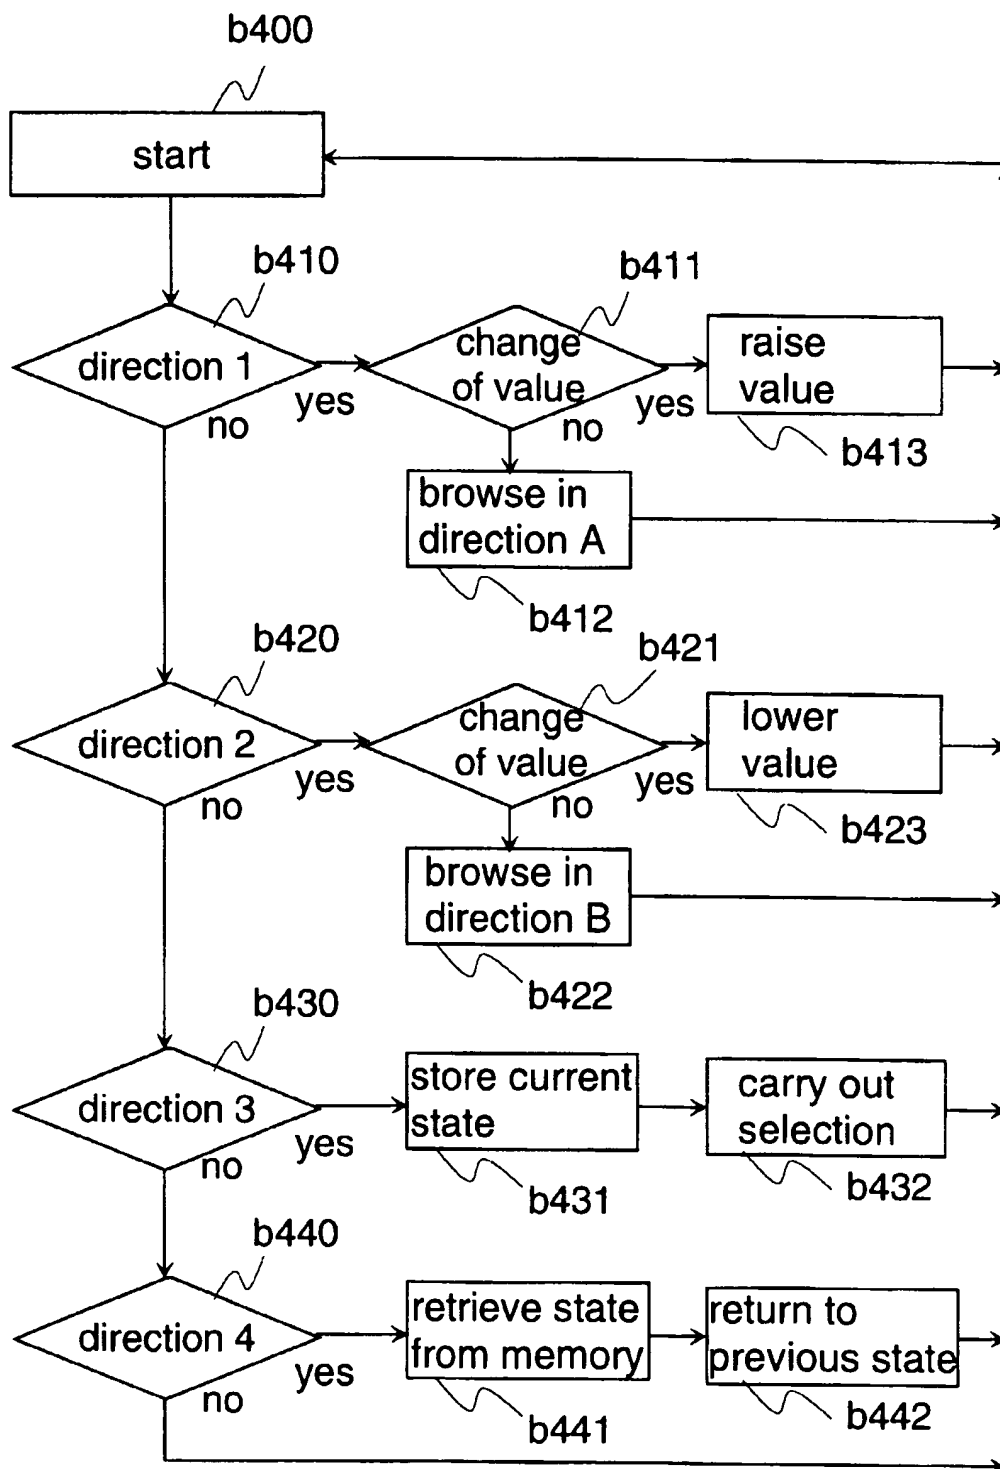 b400
start
b410
b411
direction 1
yes
no
change
of value
yes
no
raise
value
b413
browse in
direction A
b412
b420
b421
direction 2
yes
no
change
of value
yes
no
lower
value
b423
browse in
direction B
b422
b430
direction 3
yes
no
store current
state
b431
carry out
selection
b432
b440
direction 4
yes
no
retrieve state
from memory
b441
return to
previous state
b442